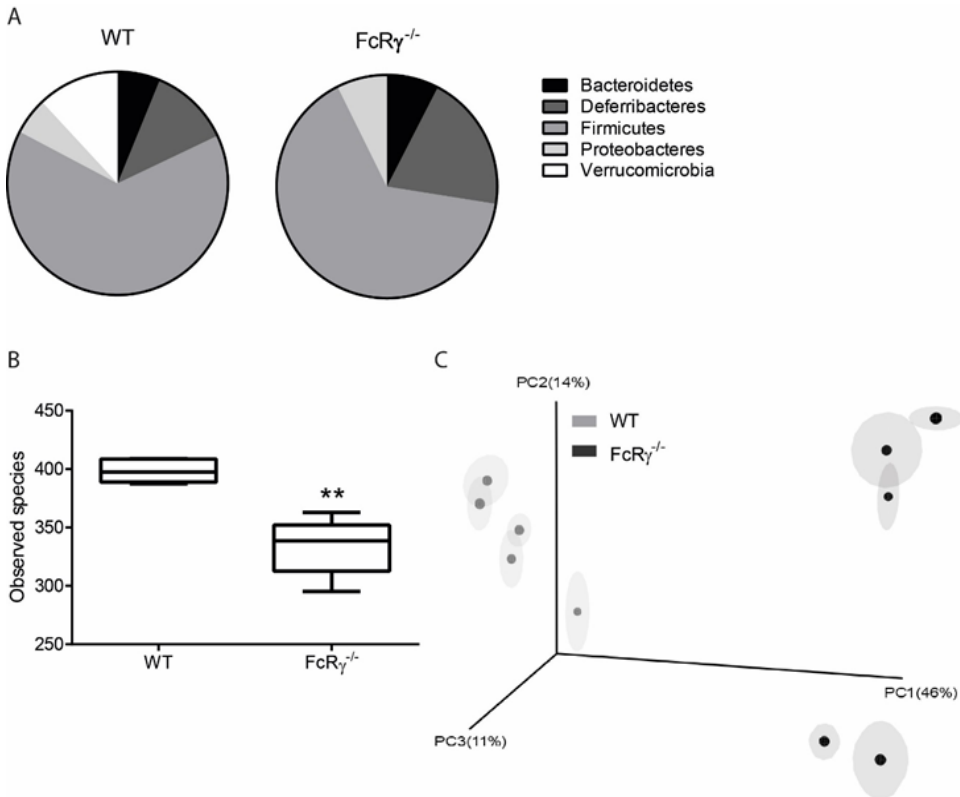 A
WT
FcRγ⁻/⁻
Bacteroidetes
Deferribacteres
Firmicutes
Proteobacteres
Verrucomicrobia
B
Observed species
450
400
350
300
250
**
WT
FcRγ⁻/⁻
C
PC2(14%)
WT
FcRγ⁻/⁻
PC1(46%)
PC3(11%)